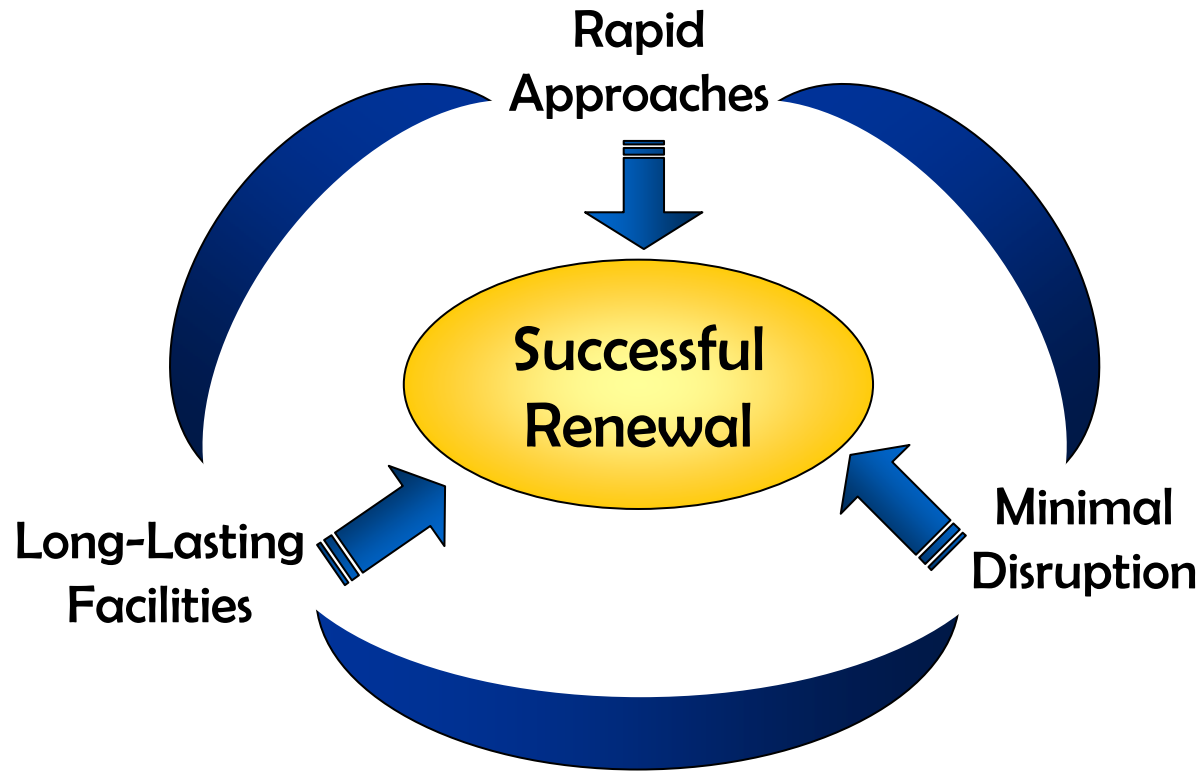 Rapid
Approaches
Successful
Renewal
Long-Lasting
Facilities
Minimal
Disruption